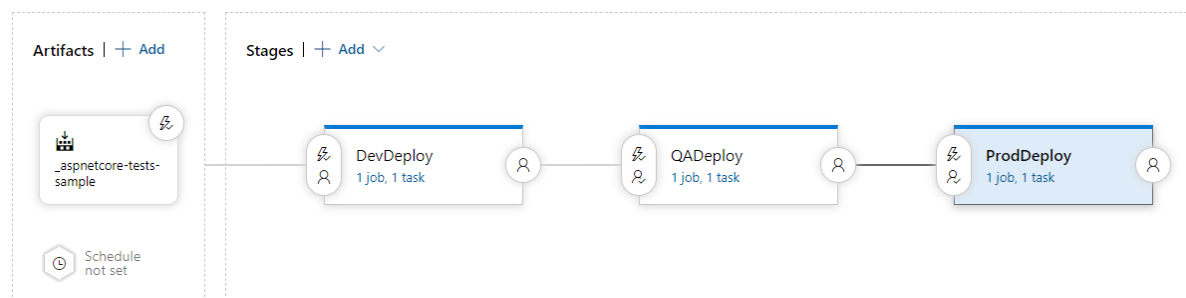 Artifacts | + Add
Stages | + Add
_aspnetcore-tests-
sample
DevDeploy
1 job, 1 task
QADeploy
1 job, 1 task
ProdDeploy
1 job, 1 task
Schedule
not set